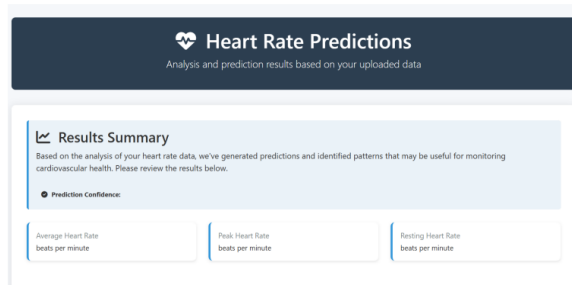 Heart Rate Predictions
Analysis and prediction results based on your uploaded data
Results Summary
Based on the analysis of your heart rate data, we've generated predictions and identified patterns that may be useful for monitoring
cardiovascular health. Please review the results below.
Prediction Confidence:
Average Heart Rate
beats per minute
Peak Heart Rate
beats per minute
Resting Heart Rate
beats per minute